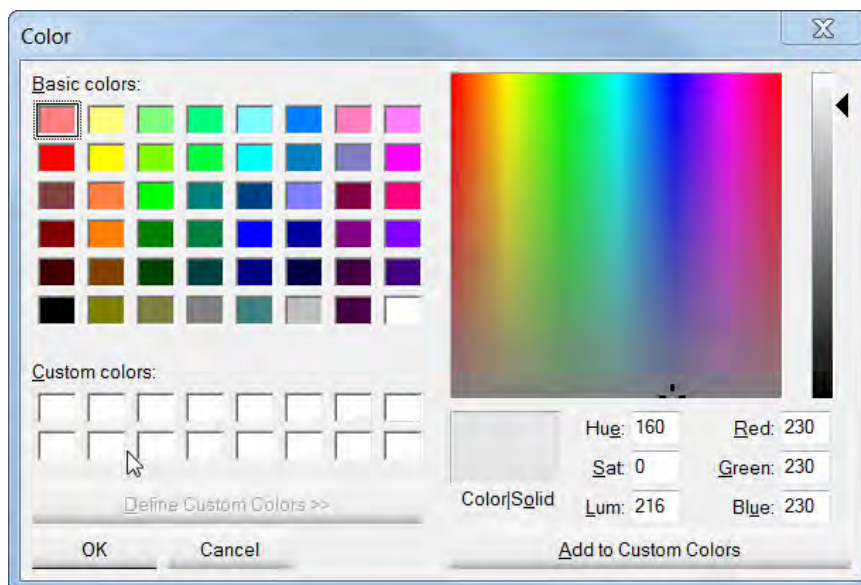 Color
Basic colors:
Custom colors:
Define Custom Colors >>
OK Cancel
Color|Solid
Hue: 160 Red: 230
Sat: 0 Green: 230
Lum: 216 Blue: 230
Add to Custom Colors